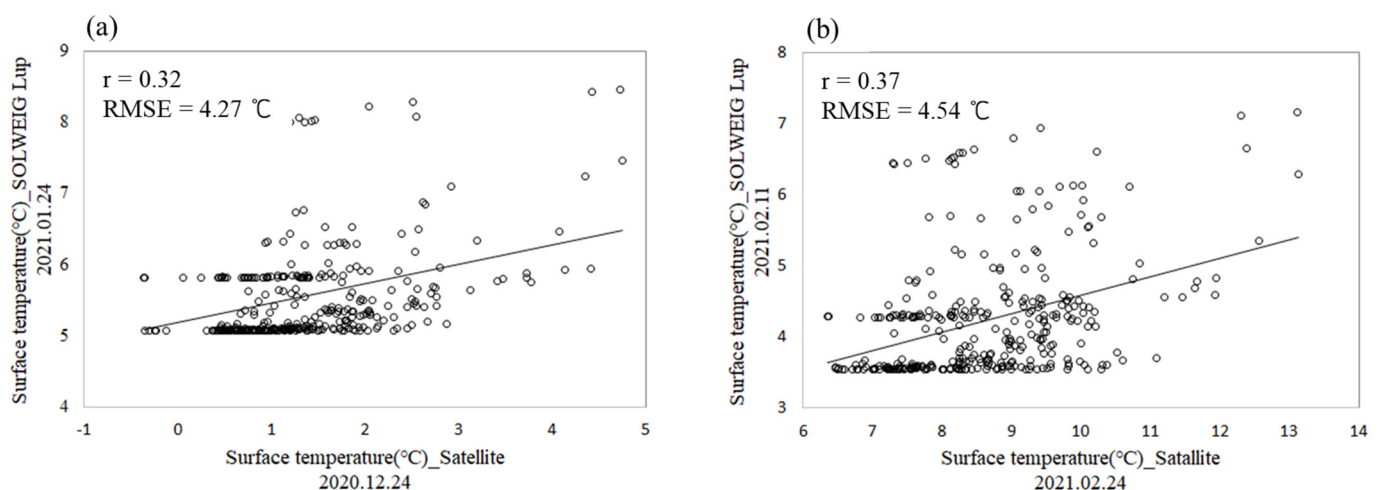 (a)
r = 0.32
RMSE = 4.27 ℃
Surface temperature(°C)_SOLWEIG Lup
2021.01.24
9
8
7
6
5
4
-1 0 1 2 3 4 5
Surface temperature(°C)_Satellite
2020.12.24
(b)
r = 0.37
RMSE = 4.54 ℃
Surface temperature(°C)_SOLWEIG Lup
2021.02.11
8
7
6
5
4
3
6 7 8 9 10 11 12 13 14
Surface temperature(°C)_Satallite
2021.02.24